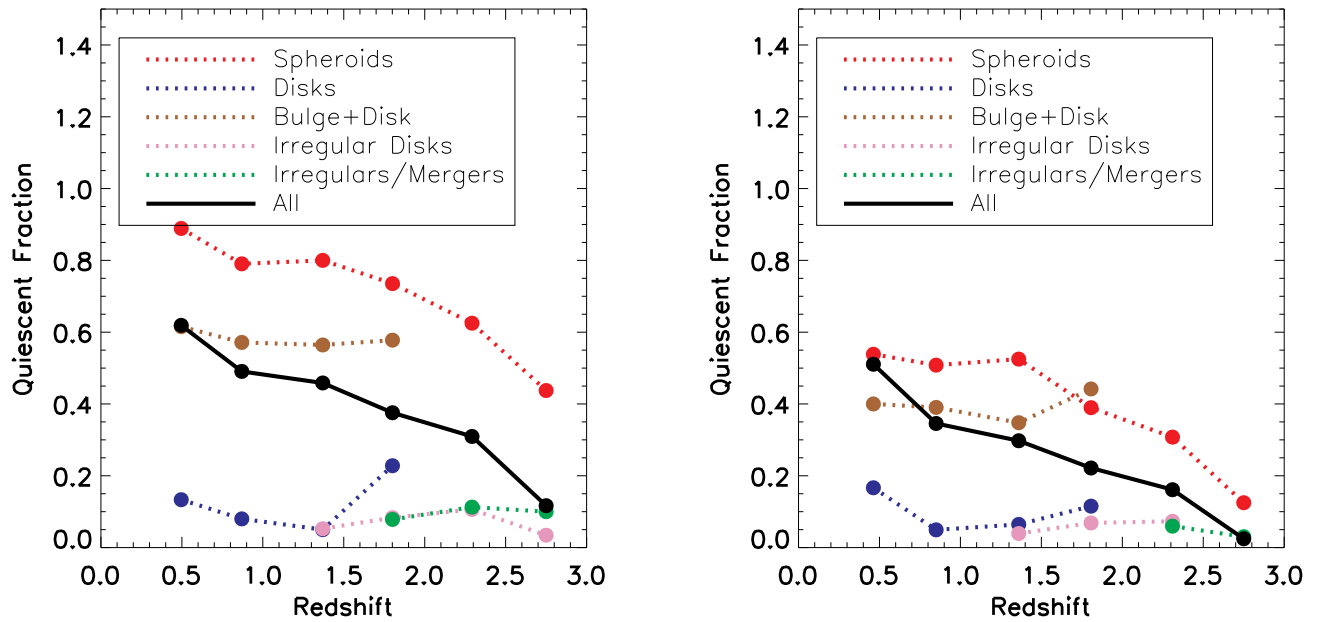 1.4
1.2
1.0
0.8
0.6
0.4
0.2
0.0
Quiescent Fraction
Spheroids
Disks
Bulge+Disk
Irregular Disks
Irregulars/Mergers
All
0.0 0.5 1.0 1.5 2.0 2.5 3.0
Redshift
1.4
1.2
1.0
0.8
0.6
0.4
0.2
0.0
Quiescent Fraction
Spheroids
Disks
Bulge+Disk
Irregular Disks
Irregulars/Mergers
All
0.0 0.5 1.0 1.5 2.0 2.5 3.0
Redshift